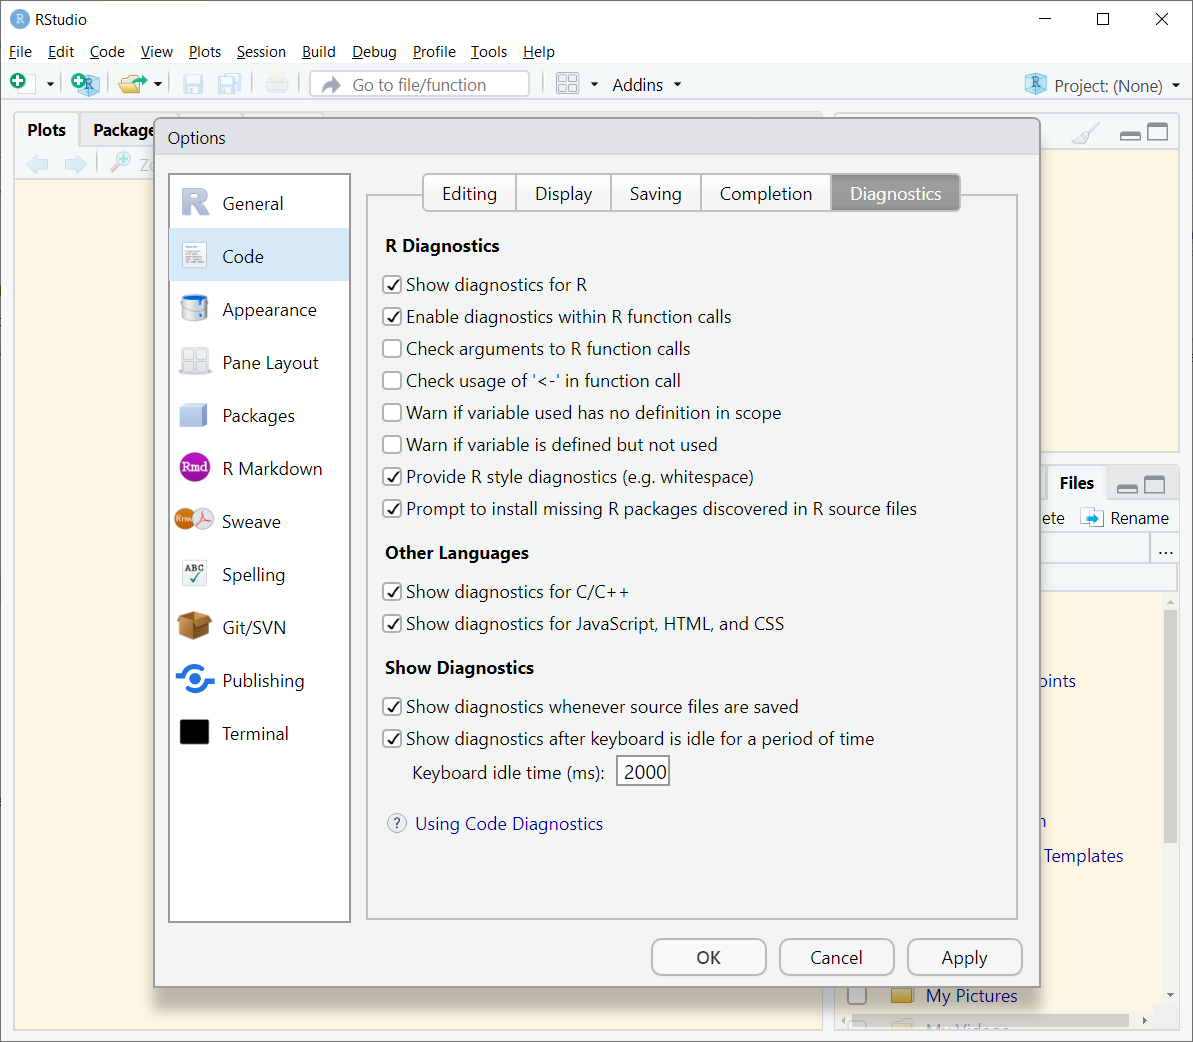 RStudio
File Edit Code View Plots Session Build Debug Profile Tools Help
Go to file/function Addins Project: (None)
Plots Package
Options
General
Code
Appearance
Pane Layout
Packages
Rmd R Markdown
Sweave
ABC Spelling
Git/SVN
Publishing
Terminal
Editing Display Saving Completion Diagnostics
R Diagnostics
Show diagnostics for R
Enable diagnostics within R function calls
Check arguments to R function calls
Check usage of '<-' in function call
Warn if variable used has no definition in scope
Warn if variable is defined but not used
Provide R style diagnostics (e.g. whitespace)
Prompt to install missing R packages discovered in R source files
Other Languages
Show diagnostics for C/C++
Show diagnostics for JavaScript, HTML, and CSS
Show Diagnostics
Show diagnostics whenever source files are saved
Show diagnostics after keyboard is idle for a period of time
Keyboard idle time (ms): 2000
? Using Code Diagnostics
OK Cancel Apply
Files
ete Rename
...
oints
Templates
My Pictures
My Videos